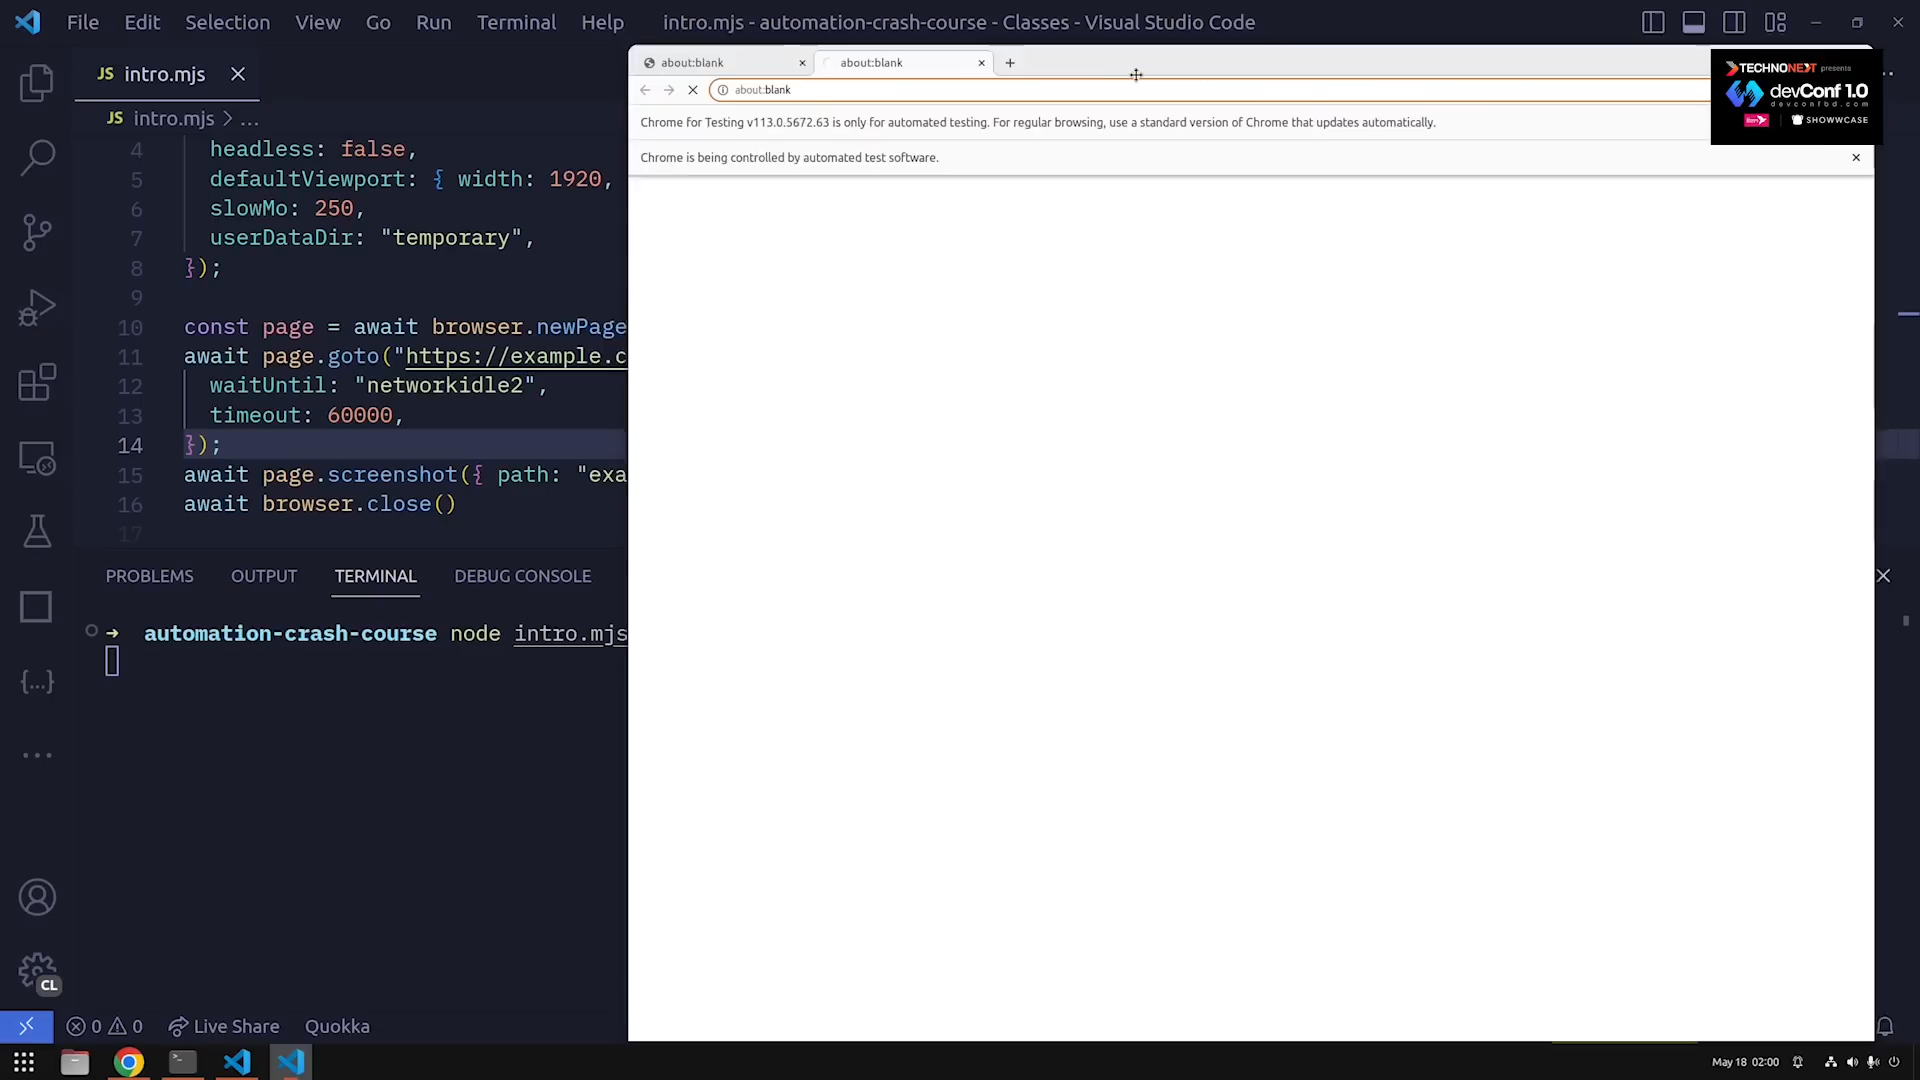 File Edit Selection View Go Run Terminal Help
intro.mjs - automation-crash-course - Classes - Visual Studio Code
JS intro.mjs
JS intro.mjs > ...
4 headless: false,
5 defaultViewport: { width: 1920,
6 slowMo: 250,
7 userDataDir: "temporary",
8 });
9
10 const page = await browser.newPage
11 await page.goto("https://example.c
12 waitUntil: "networkidle2",
13 timeout: 60000,
14 });
15 await page.screenshot({ path: "exa
16 await browser.close()
17
PROBLEMS OUTPUT TERMINAL DEBUG CONSOLE
→ automation-crash-course node intro.mjs
about:blank
about:blank
about:blank
Chrome for Testing v113.0.5672.63 is only for automated testing. For regular browsing, use a standard version of Chrome that updates automatically.
Chrome is being controlled by automated test software.
TECHNONEXT presents
devConf 1.0
devconfbd.com
SHOWWCASE
CL
0 0 Live Share Quokka
May 18 02:00